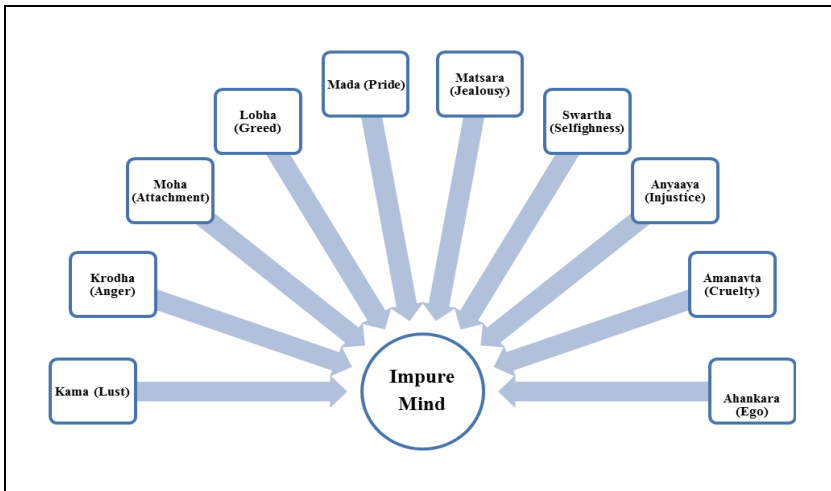 Mada (Pride)
Matsara
(Jealousy)
Lobha
(Greed)
Swartha
(Selfighness)
Moha
(Attachment)
Anyaaya
(Injustice)
Krodha
(Anger)
Amanavta
(Cruelty)
Kama (Lust)
Impure
Mind
Ahankara
(Ego)